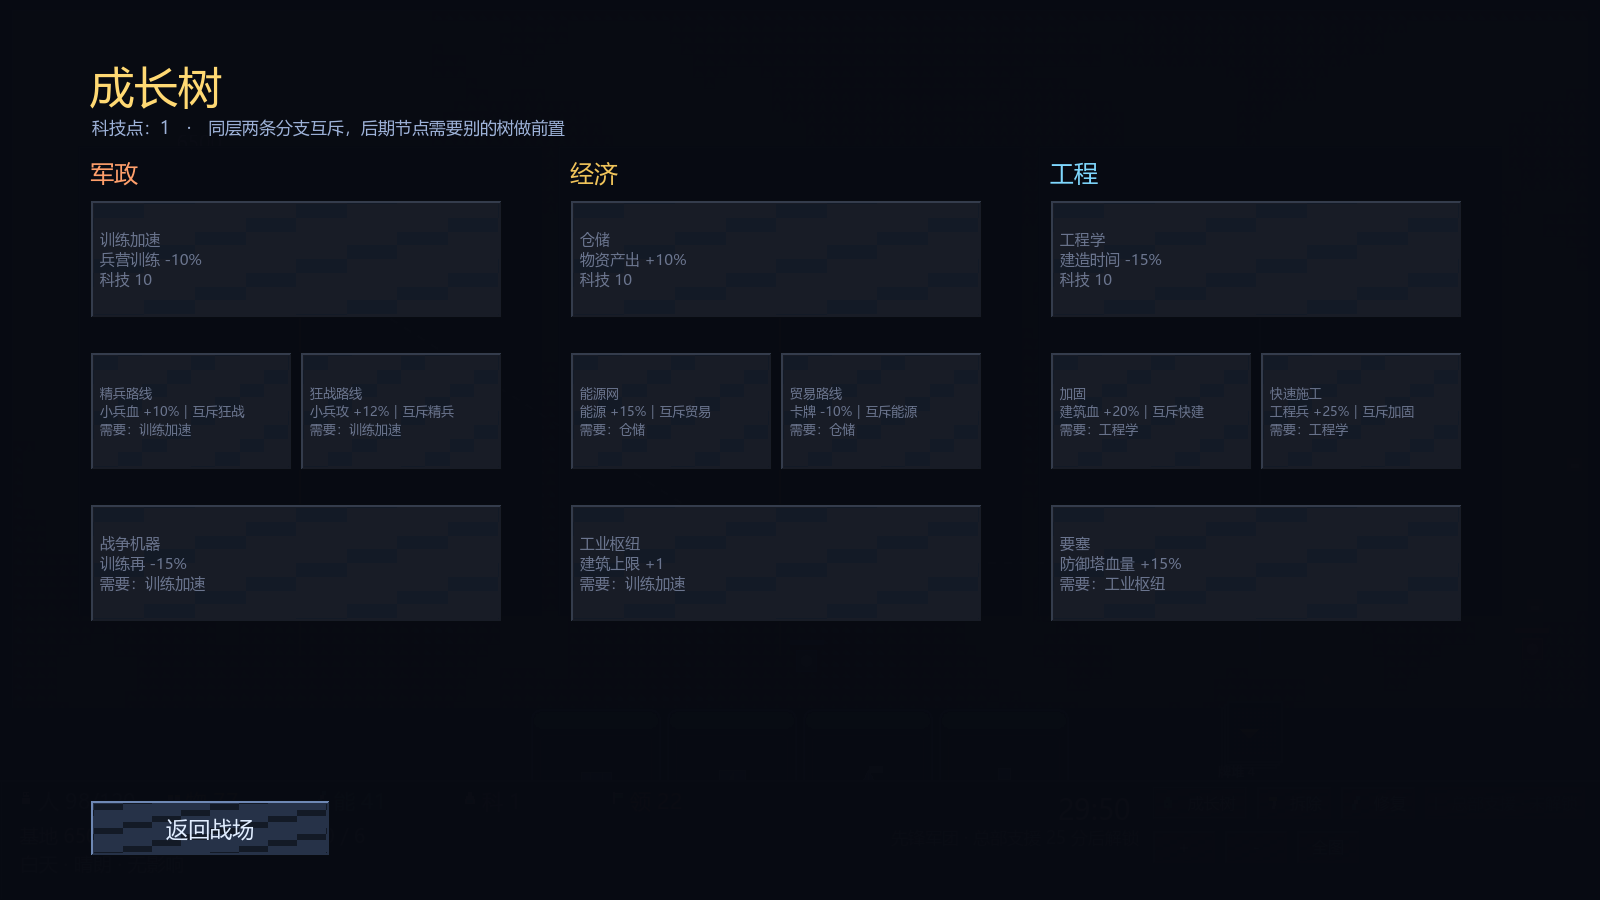 成长树
科技点：1 · 同层两条分支互斥，后期节点需要别的树做前置
军政
经济
工程
训练加速
兵营训练 -10%
科技 10
仓储
物资产出 +10%
科技 10
工程学
建造时间 -15%
科技 10
精兵路线
小兵血 +10% | 互斥狂战
需要：训练加速
狂战路线
小兵攻 +12% | 互斥精兵
需要：训练加速
能源网
能源 +15% | 互斥贸易
需要：仓储
贸易路线
卡牌 -10% | 互斥能源
需要：仓储
加固
建筑血 +20% | 互斥快建
需要：工程学
快速施工
工程兵 +25% | 互斥加固
需要：工程学
战争机器
训练再 -15%
需要：训练加速
工业枢纽
建筑上限 +1
需要：训练加速
要塞
防御塔血量 +15%
需要：工业枢纽
返回战场